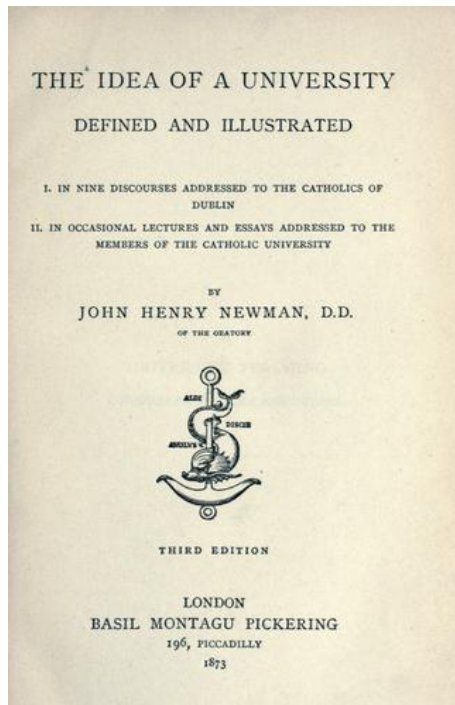 THE IDEA OF A UNIVERSITY
DEFINED AND ILLUSTRATED
I. IN NINE DISCOURSES ADDRESSED TO THE CATHOLICS OF
DUBLIN
II. IN OCCASIONAL LECTURES AND ESSAYS ADDRESSED TO THE
MEMBERS OF THE CATHOLIC UNIVERSITY
BY
JOHN HENRY NEWMAN, D.D.
OF THE ORATORY
ALDI
DISCIP
ANGLVS
THIRD EDITION
LONDON
BASIL MONTAGU PICKERING
196, PICCADILLY
1873